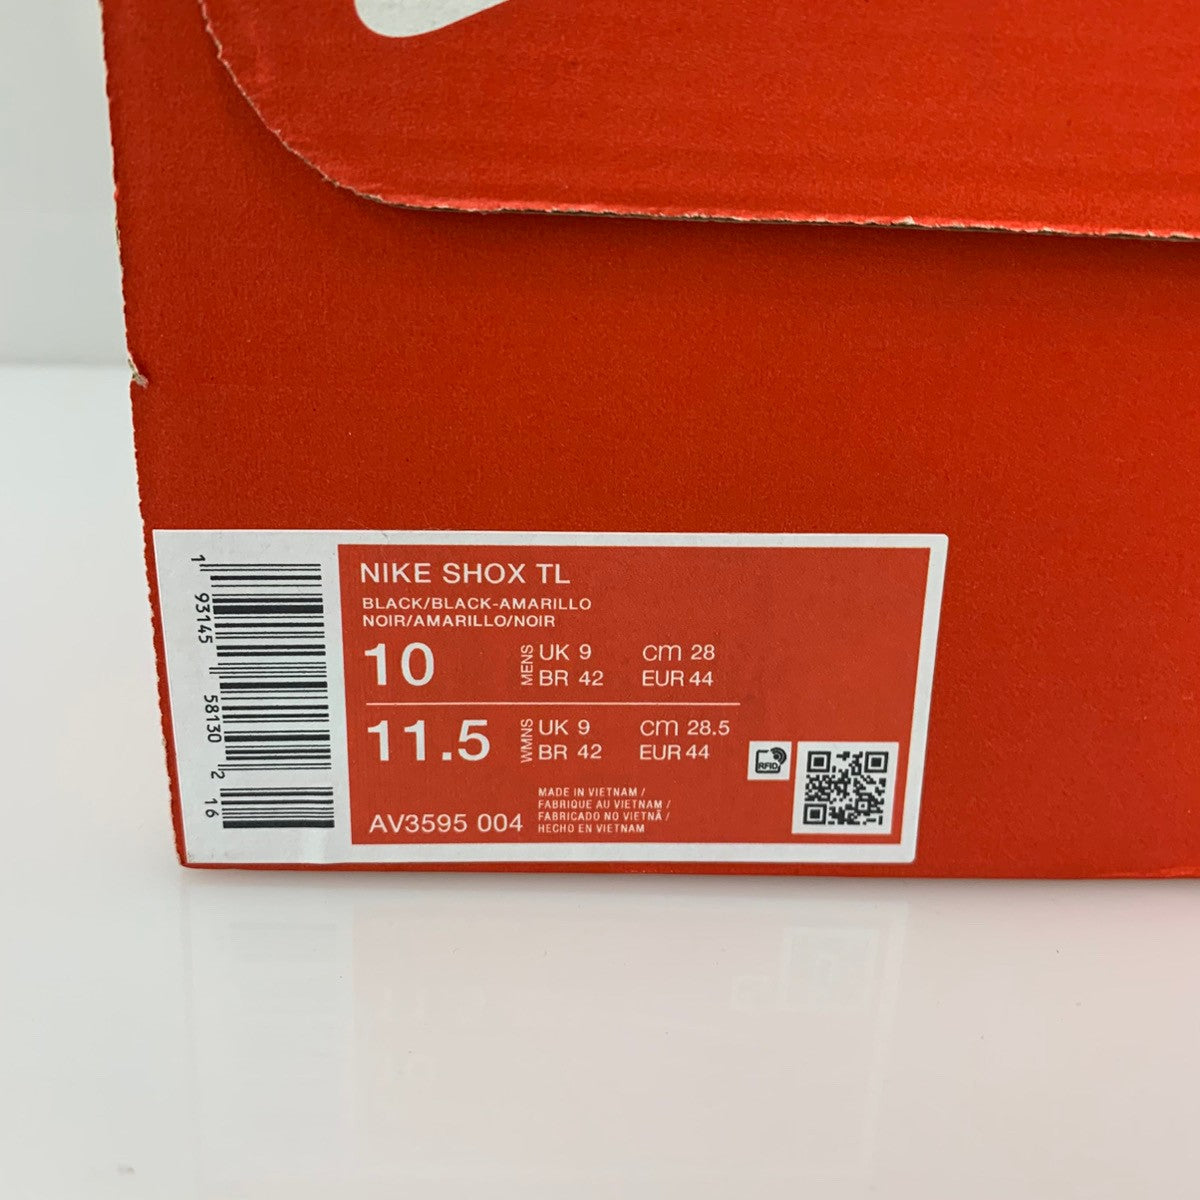 NIKE SHOX TL
BLACK/BLACK-AMARILLO
NOIR/AMARILLO/NOIR
10 MENS UK 9 cm 28
BR 42 EUR 44
11.5 WMNS UK 9 cm 28.5
BR 42 EUR 44
AV3595 004
MADE IN VIETNAM /
FABRIQUE AU VIETNAM /
FABRICADO NO VIETNÃ /
HECHO EN VIETNAM
RFID
1 93145 58130 2 16